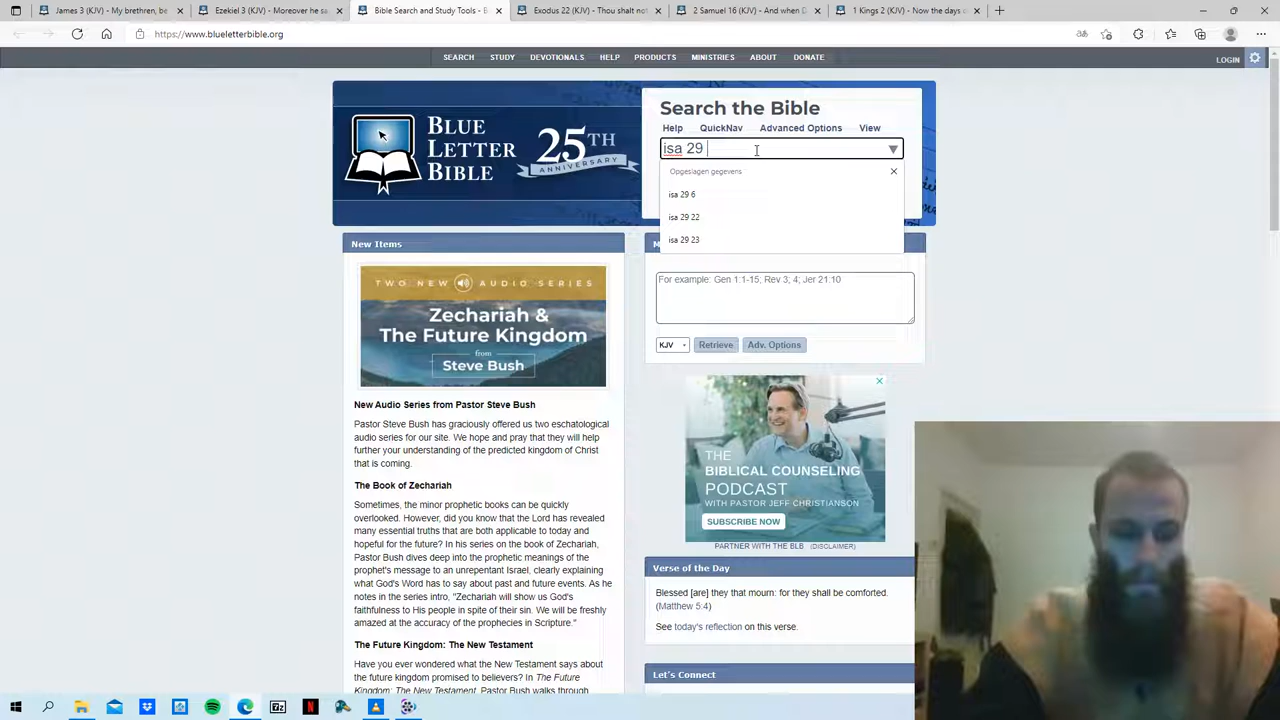 James 3 (KJV) - My brethren, be
Ezekiel 3 (KJV) - Moreover he sa
Bible Search and Study Tools - B
Exodus 22 (KJV) - Thou shalt not
2 Samuel 16 (KJV) - And when D
1 Kings 2 (KJV) - Now the days o
https://www.blueletterbible.org
SEARCH STUDY DEVOTIONALS HELP PRODUCTS MINISTRIES ABOUT DONATE
LOGIN
BLUE
LETTER
BIBLE
25TH
ANNIVERSARY
Search the Bible
Help QuickNav Advanced Options View
isa 29
Opgeslagen gegevens
isa 29 6
isa 29 22
isa 29 23
New Items
TWO NEW AUDIO SERIES
Zechariah &
The Future Kingdom
from
Steve Bush
New Audio Series from Pastor Steve Bush
Pastor Steve Bush has graciously offered us two eschatological
audio series for our site. We hope and pray that they will help
further your understanding of the predicted kingdom of Christ
that is coming.
The Book of Zechariah
Sometimes, the minor prophetic books can be quickly
overlooked. However, did you know that the Lord has revealed
many essential truths that are both applicable to today and
hopeful for the future? In his series on the book of Zechariah,
Pastor Bush dives deep into the prophetic meanings of the
prophet's message to an unrepentant Israel, clearly explaining
what God's Word has to say about past and future events. As he
notes in the series intro, "Zechariah will show us God's
faithfulness to His people in spite of their sin. We will be freshly
amazed at the accuracy of the prophecies in Scripture."
The Future Kingdom: The New Testament
Have you ever wondered what the New Testament says about
the future kingdom promised to believers? In The Future
Kingdom: The New Testament, Pastor Bush walks through
For example: Gen 1:1-15; Rev 3; 4; Jer 21:10
KJV Retrieve Adv. Options
THE
BIBLICAL COUNSELING
PODCAST
WITH PASTOR JEFF CHRISTIANSON
SUBSCRIBE NOW
PARTNER WITH THE BLB (DISCLAIMER)
Verse of the Day
Blessed [are] they that mourn: for they shall be comforted.
(Matthew 5:4)
See today's reflection on this verse.
Let's Connect